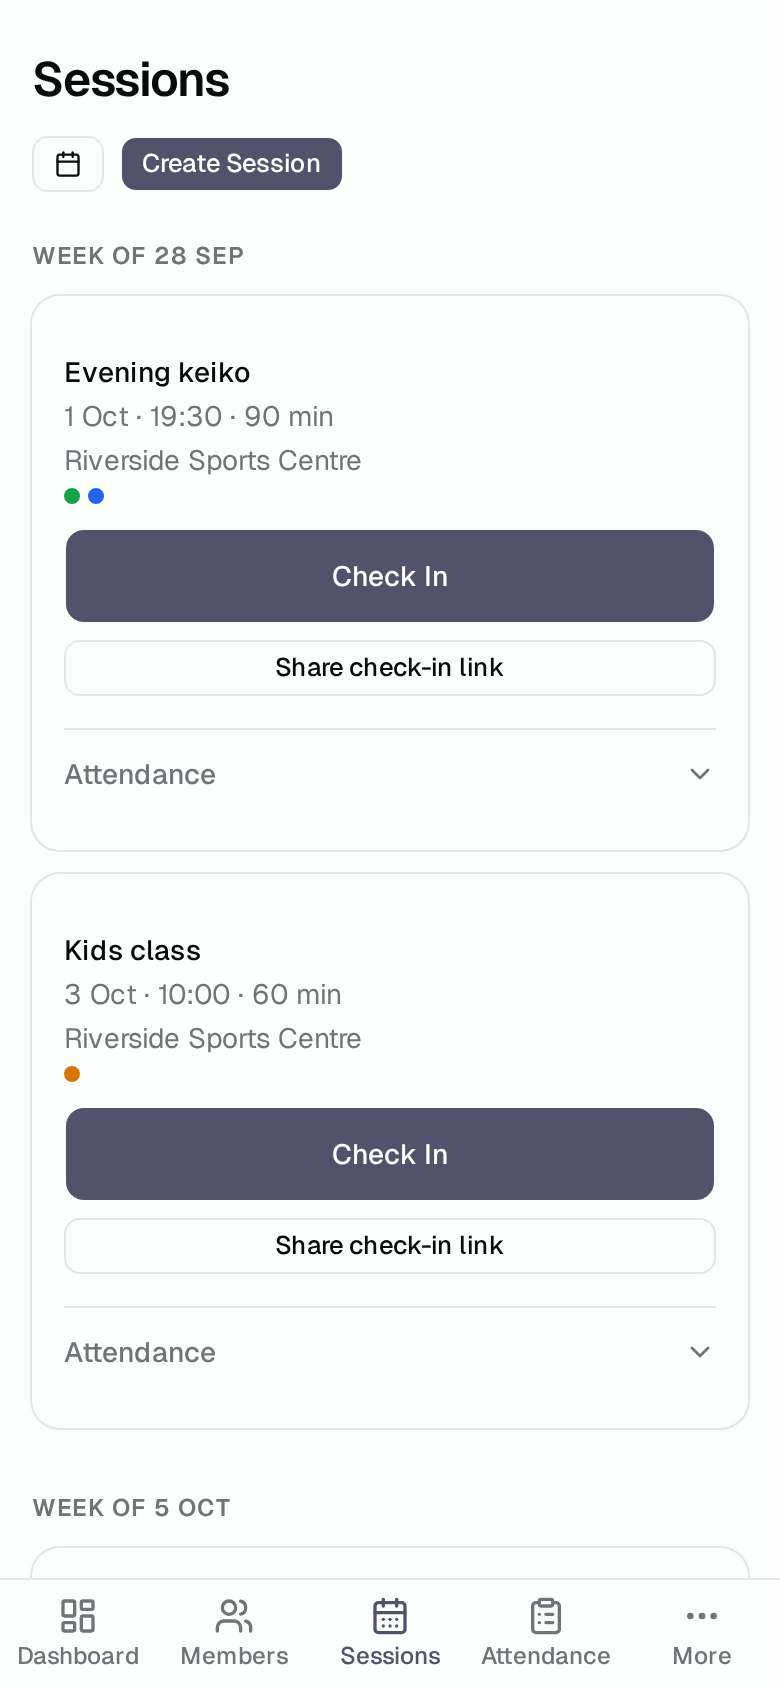 Sessions
Create Session
WEEK OF 28 SEP
Evening keiko
1 Oct · 19:30 · 90 min
Riverside Sports Centre
Check In
Share check-in link
Attendance
Kids class
3 Oct · 10:00 · 60 min
Riverside Sports Centre
Check In
Share check-in link
Attendance
WEEK OF 5 OCT
Dashboard Members Sessions Attendance More